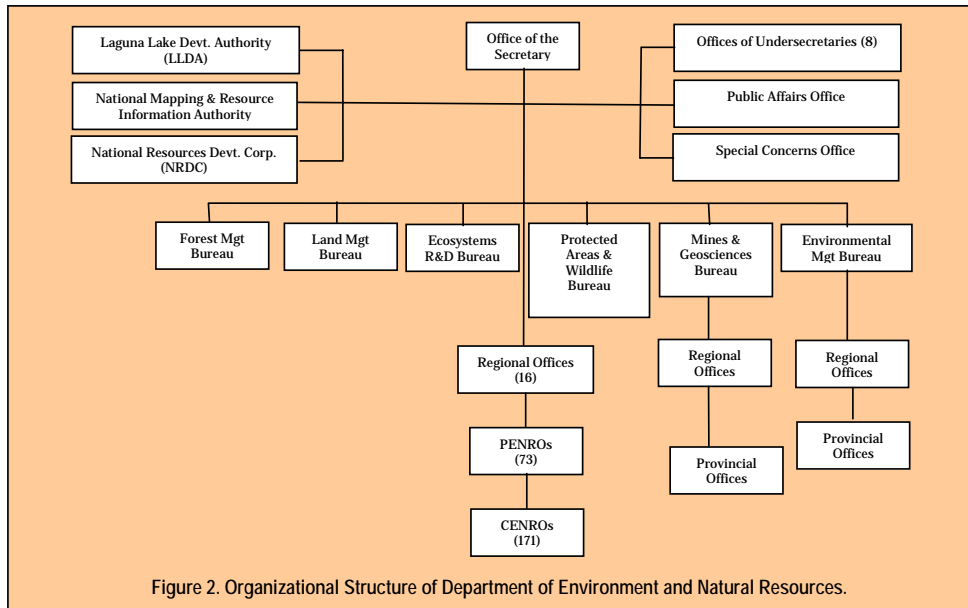 Laguna Lake Devt. Authority
(LLDA)
Office of the
Secretary
Offices of Undersecretaries (8)
National Mapping & Resource
Information Authority
Public Affairs Office
National Resources Devt. Corp.
(NRDC)
Special Concerns Office
Forest Mgt
Bureau
Land Mgt
Bureau
Ecosystems
R&D Bureau
Protected
Areas &
Wildlife
Bureau
Mines &
Geosciences
Bureau
Environmental
Mgt Bureau
Regional Offices
(16)
Regional
Offices
Regional
Offices
PENROs
(73)
Provincial
Offices
Provincial
Offices
CENROs
(171)
Figure 2. Organizational Structure of Department of Environment and Natural Resources.